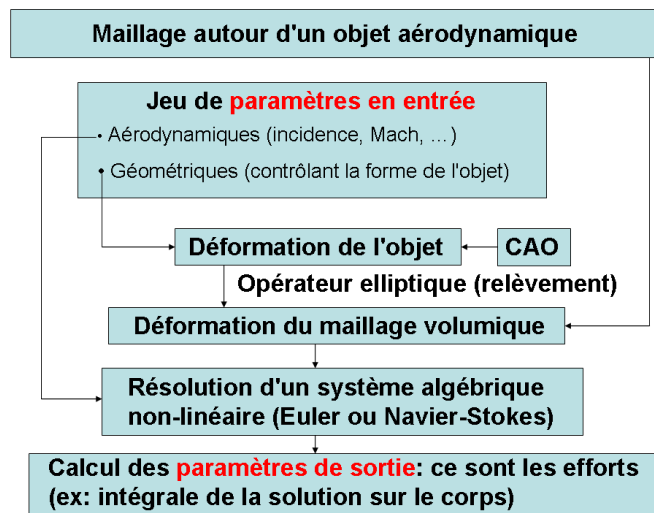 Maillage autour d'un objet aérodynamique
Jeu de paramètres en entrée
• Aérodynamiques (incidence, Mach, ...)
• Géométriques (contrôlant la forme de l'objet)
Déformation de l'objet
CAO
Opérateur elliptique (relèvement)
Déformation du maillage volumique
Résolution d'un système algébrique
non-linéaire (Euler ou Navier-Stokes)
Calcul des paramètres de sortie: ce sont les efforts
(ex: intégrale de la solution sur le corps)